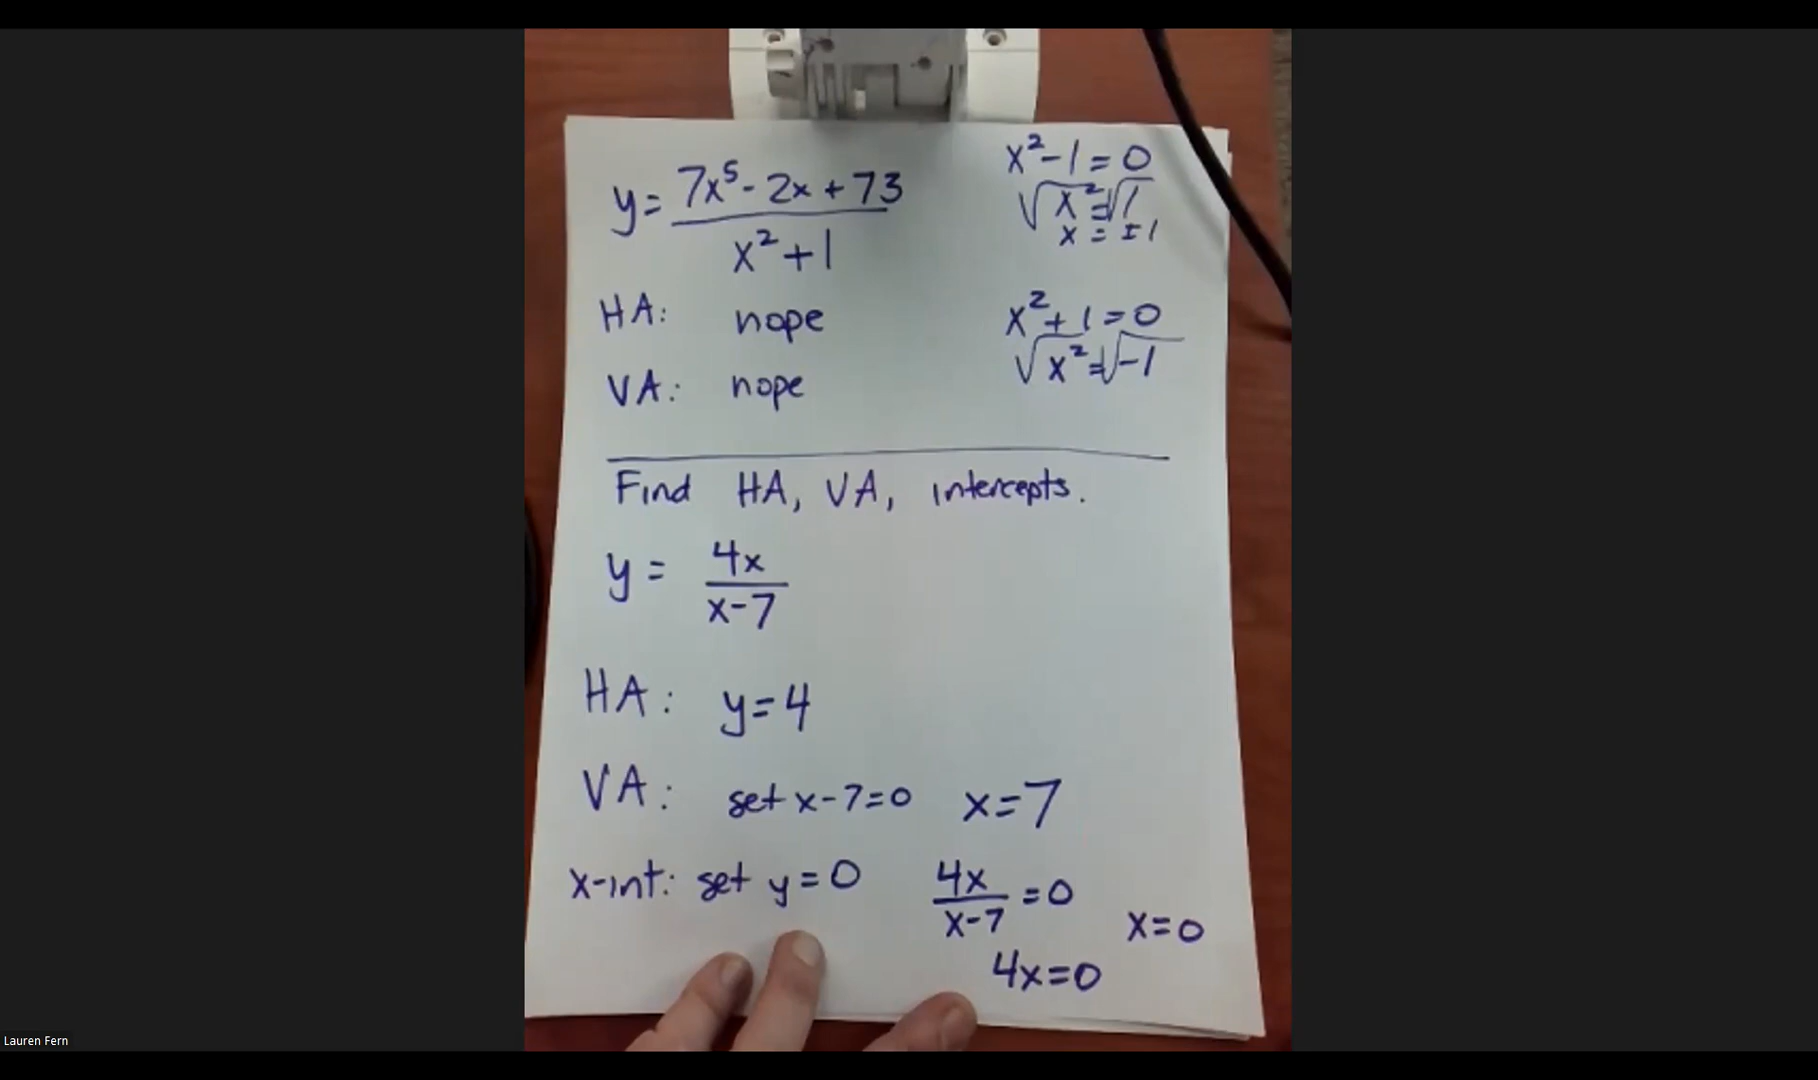 y = 7x⁵ - 2x + 73
x² + 1
HA: nope
VA: nope
x² - 1 = 0
√x² = √1
x = ±1
x² + 1 = 0
√x² = √-1
Find HA, VA, intercepts.
y = 4x
x-7
HA: y=4
VA: set x-7=0 x=7
x-int: set y=0
4x
x-7 =0
4x=0
x=0
Lauren Fern